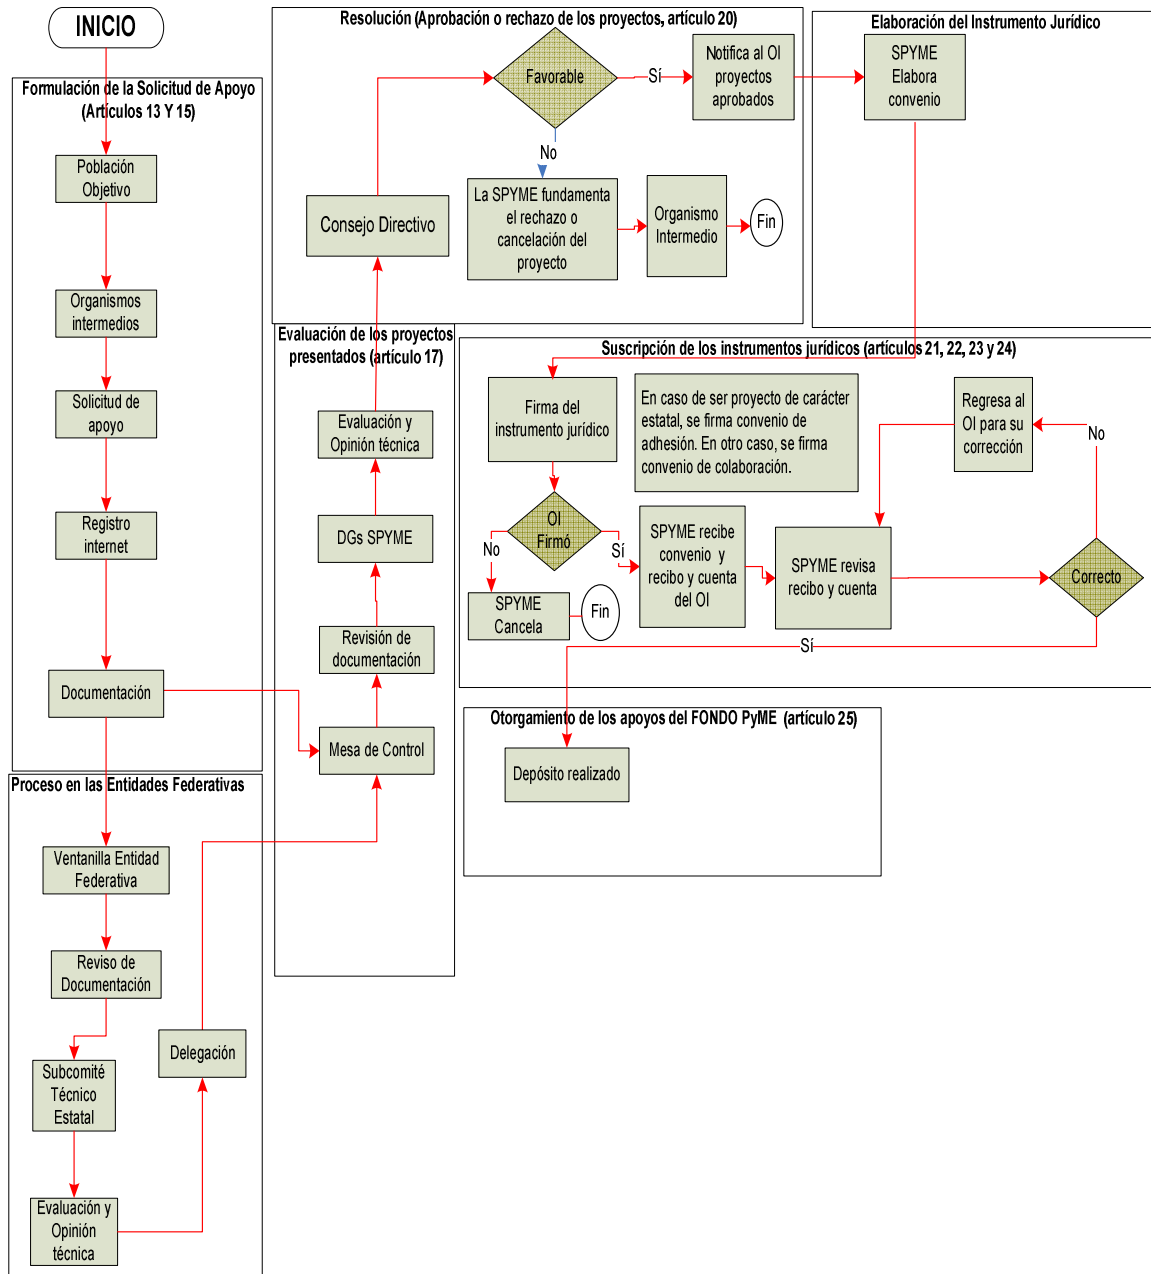 INICIO
Formulación de la Solicitud de Apoyo
(Artículos 13 Y 15)
Población
Objetivo
Organismos
intermedios
Solicitud de
apoyo
Registro
internet
Documentación
Proceso en las Entidades Federativas
Ventanilla Entidad
Federativa
Reviso de
Documentación
Subcomité
Técnico
Estatal
Evaluación y
Opinión
técnica
Delegación
Evaluación de los proyectos
presentados (artículo 17)
Evaluación y
Opinión técnica
DGs SPYME
Revisión de
documentación
Mesa de Control
Resolución (Aprobación o rechazo de los proyectos, artículo 20)
Consejo Directivo
Favorable
Sí
No
Notifica al OI
proyectos
aprobados
La SPYME fundamenta
el rechazo o
cancelación del
proyecto
Organismo
Intermedio
Fin
Elaboración del Instrumento Jurídico
SPYME
Elabora
convenio
Suscripción de los instrumentos jurídicos (artículos 21, 22, 23 y 24)
Firma del
instrumento jurídico
En caso de ser proyecto de carácter
estatal, se firma convenio de
adhesión. En otro caso, se firma
convenio de colaboración.
Regresa al
OI para su
corrección
No
OI
Firmó
No
Sí
SPYME
Cancela
Fin
SPYME recibe
convenio y
recibo y cuenta
del OI
SPYME revisa
recibo y cuenta
Correcto
Sí
Otorgamiento de los apoyos del FONDO PyME (artículo 25)
Depósito realizado